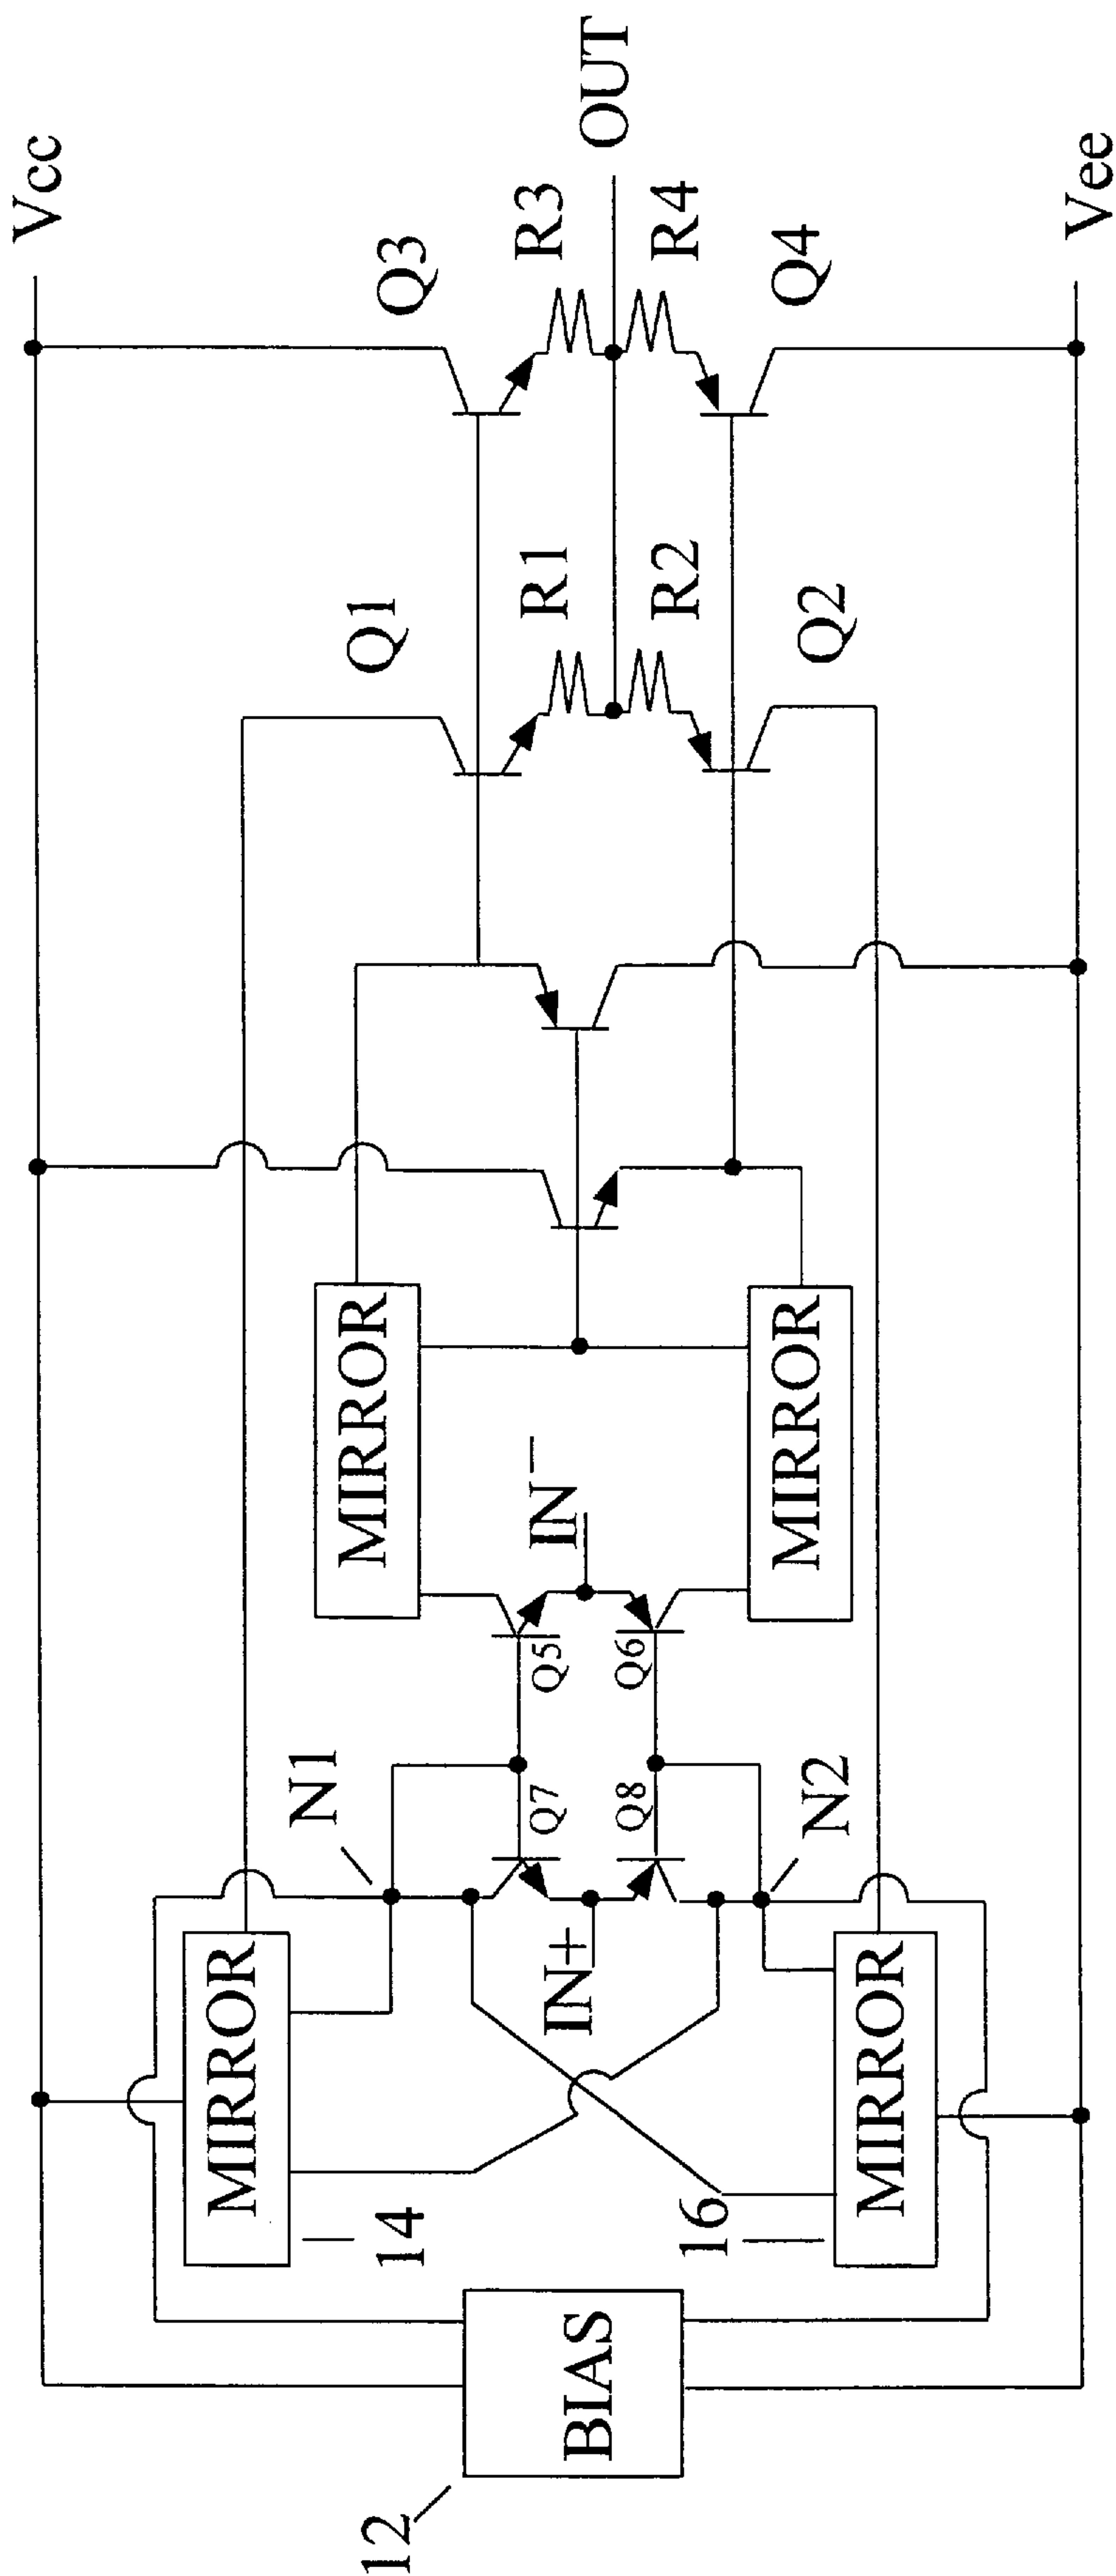 Vcc
Q3
R3
OUT
R4
Q4
Vee
Q1
R1
R2
Q2
MIRROR
MIRROR
IN-
Q5
Q6
N1
Q7
Q8
N2
IN+
MIRROR
MIRROR
14
16
BIAS
12